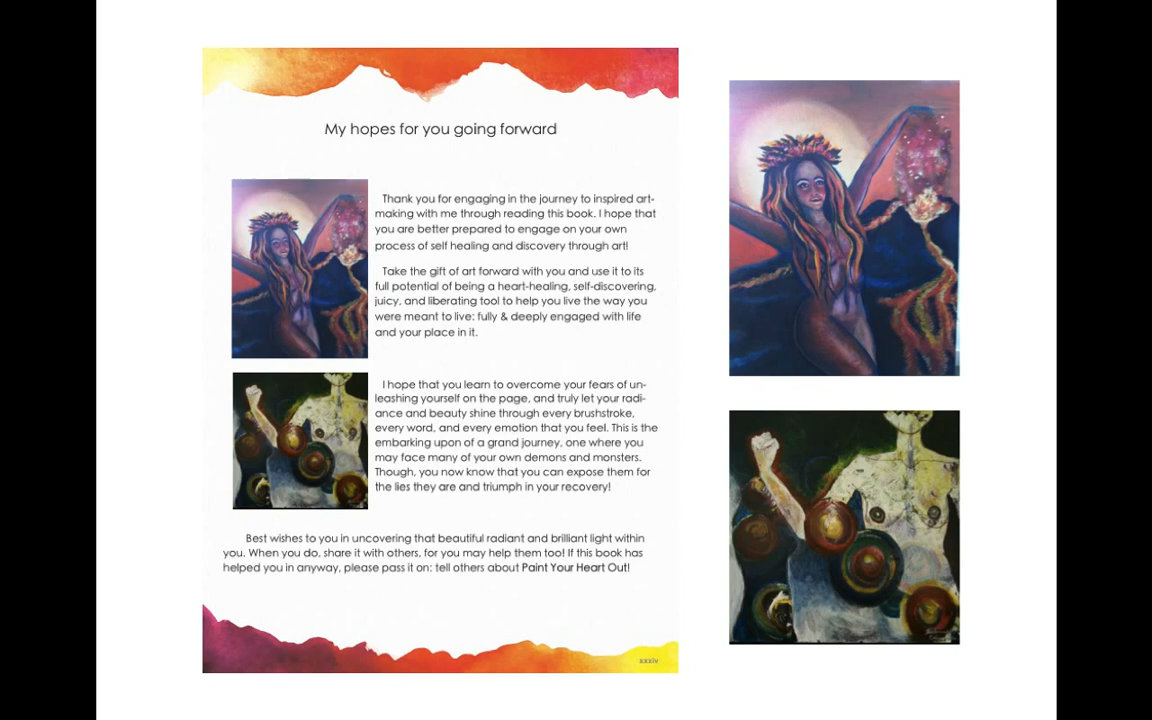 My hopes for you going forward
Thank you for engaging in the journey to inspired art-
making with me through reading this book. I hope that
you are better prepared to engage on your own
process of self healing and discovery through art!
Take the gift of art forward with you and use it to its
full potential of being a heart-healing, self-discovering,
juicy, and liberating tool to help you live the way you
were meant to live: fully & deeply engaged with life
and your place in it.
I hope that you learn to overcome your fears of un-
leashing yourself on the page, and truly let your radi-
ance and beauty shine through every brushstroke,
every word, and every emotion that you feel. This is the
embarking upon of a grand journey, one where you
may face many of your own demons and monsters.
Though, you now know that you can expose them for
the lies they are and triumph in your recovery!
Best wishes to you in uncovering that beautiful radiant and brilliant light within
you. When you do, share it with others, for you may help them too! If this book has
helped you in anyway, please pass it on: tell others about Paint Your Heart Out!
xxxiv